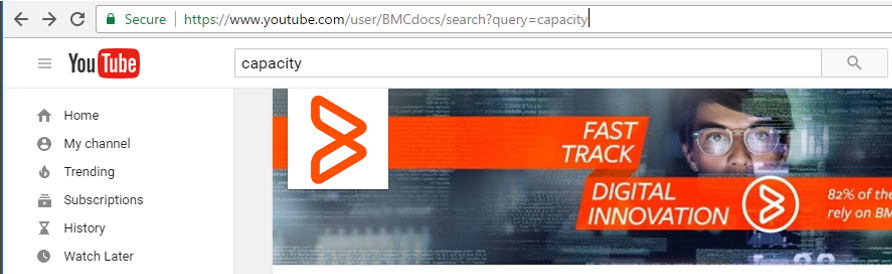 Secure https://www.youtube.com/user/BMCdocs/search?query=capacity
YouTube
capacity
Home
My channel
Trending
Subscriptions
History
Watch Later
FAST
TRACK
DIGITAL
INNOVATION
82% of the
rely on BM